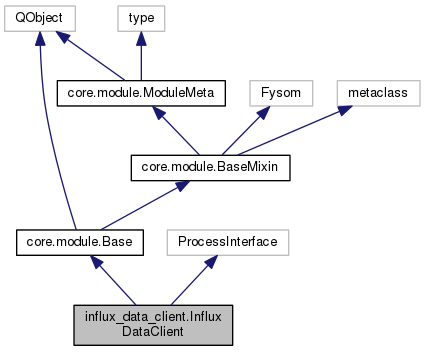 QObject
type
core.module.ModuleMeta
Fysom
metaclass
core.module.BaseMixin
core.module.Base
ProcessInterface
influx_data_client.Influx
DataClient